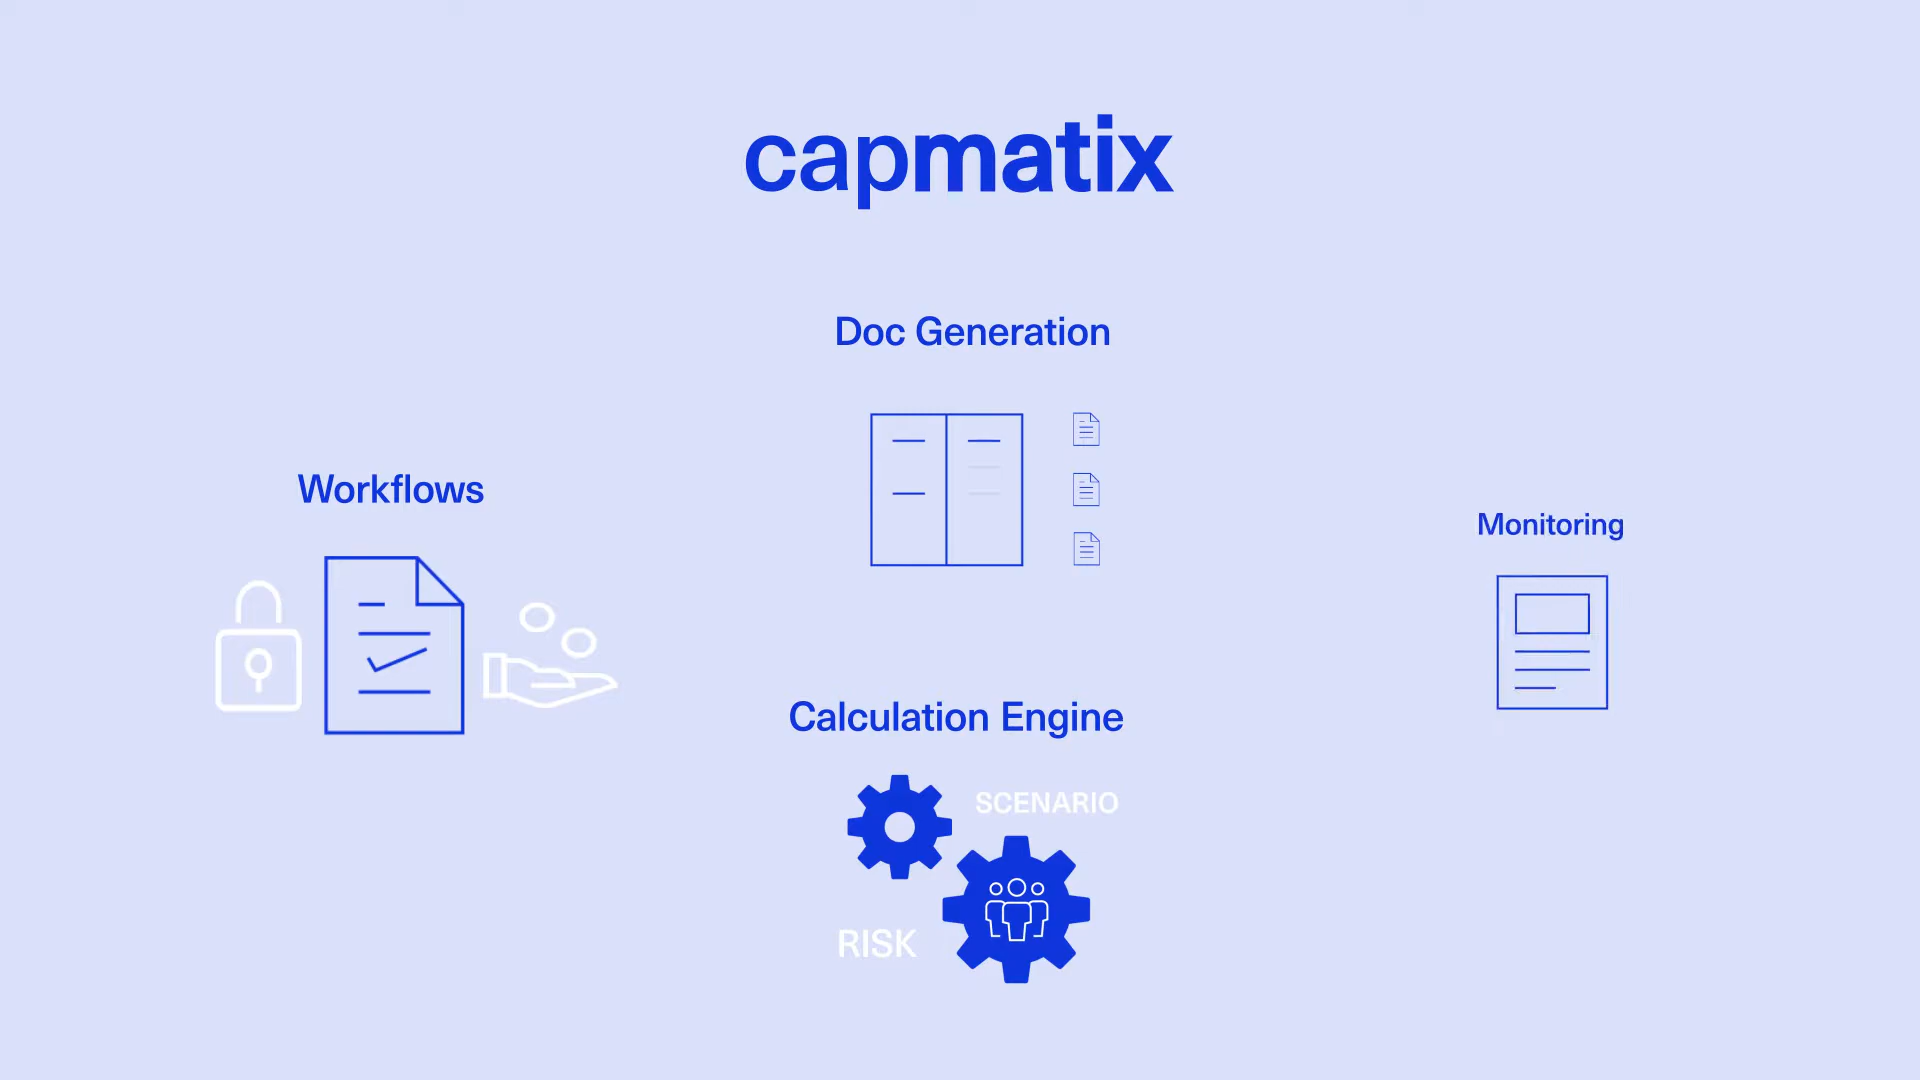 capmatix
Doc Generation
Workflows
Monitoring
Calculation Engine
SCENARIO
RISK